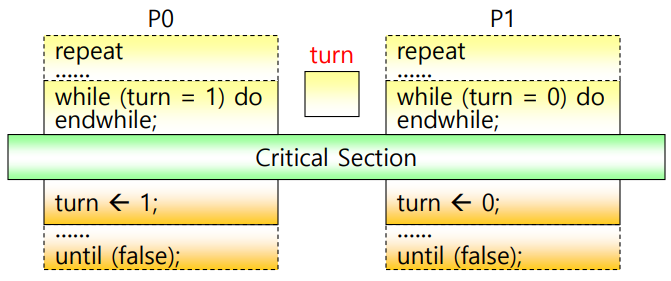 P0
repeat
......
while (turn = 1) do
endwhile;
turn
P1
repeat
......
while (turn = 0) do
endwhile;
Critical Section
turn ← 1;
......
until (false);
turn ← 0;
......
until (false);